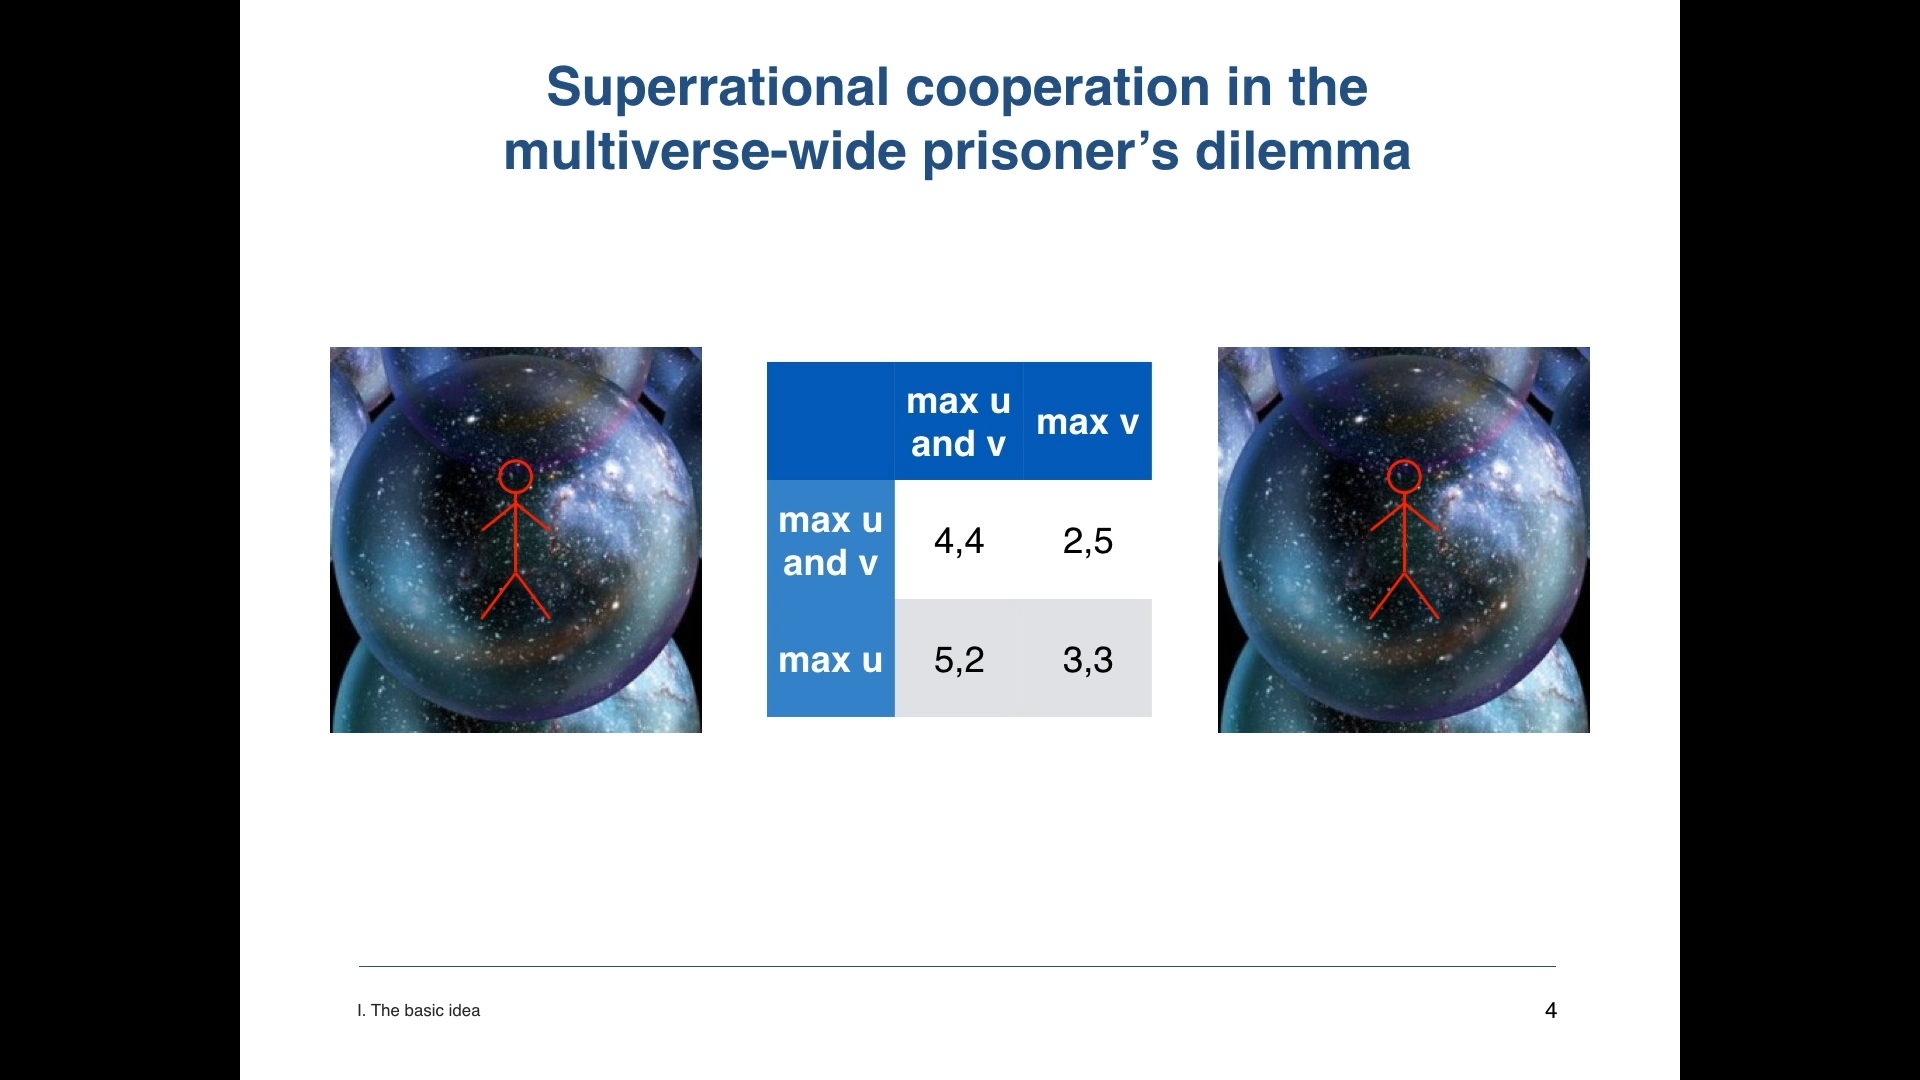 Superrational cooperation in the
multiverse-wide prisoner’s dilemma
max u
and v
max v
max u
and v
4,4
2,5
max u
5,2
3,3
I. The basic idea
4